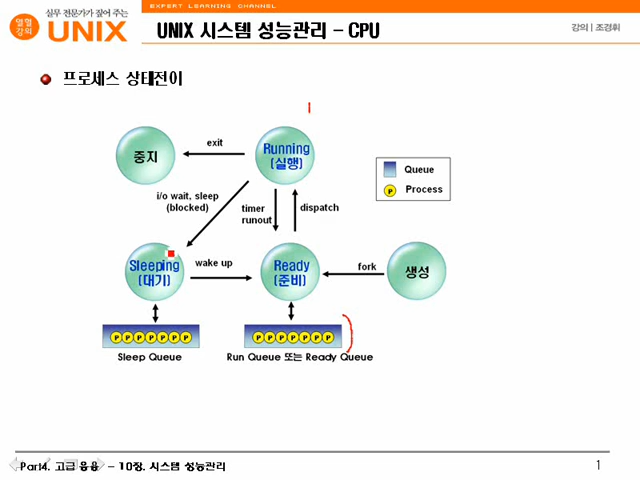 EXPERT LEARNING CHANNEL
열혈강의
실무 전문가가 짚어 주는
UNIX
UNIX 시스템 성능관리 – CPU
강의 | 조경휘
프로세스 상태전이
중지
exit
Running
(실행)
Queue
P Process
i/o wait, sleep
(blocked)
timer
runout
dispatch
Sleeping
(대기)
wake up
Ready
(준비)
fork
생성
P P P P P P P
P P P P P P P
Sleep Queue
Run Queue 또는 Ready Queue
Part4. 고급 응용 – 10장. 시스템 성능관리
1